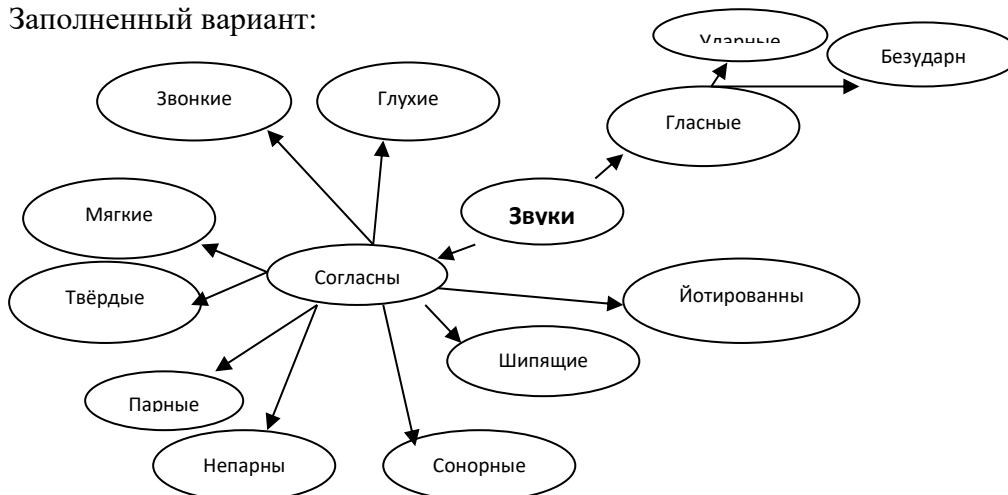 Заполненный вариант:
Ударные
Безударн
Звонкие
Глухие
Гласные
Мягкие
Звуки
Твёрдые
Согласны
Йотированны
Шипящие
Парные
Непарны
Сонорные